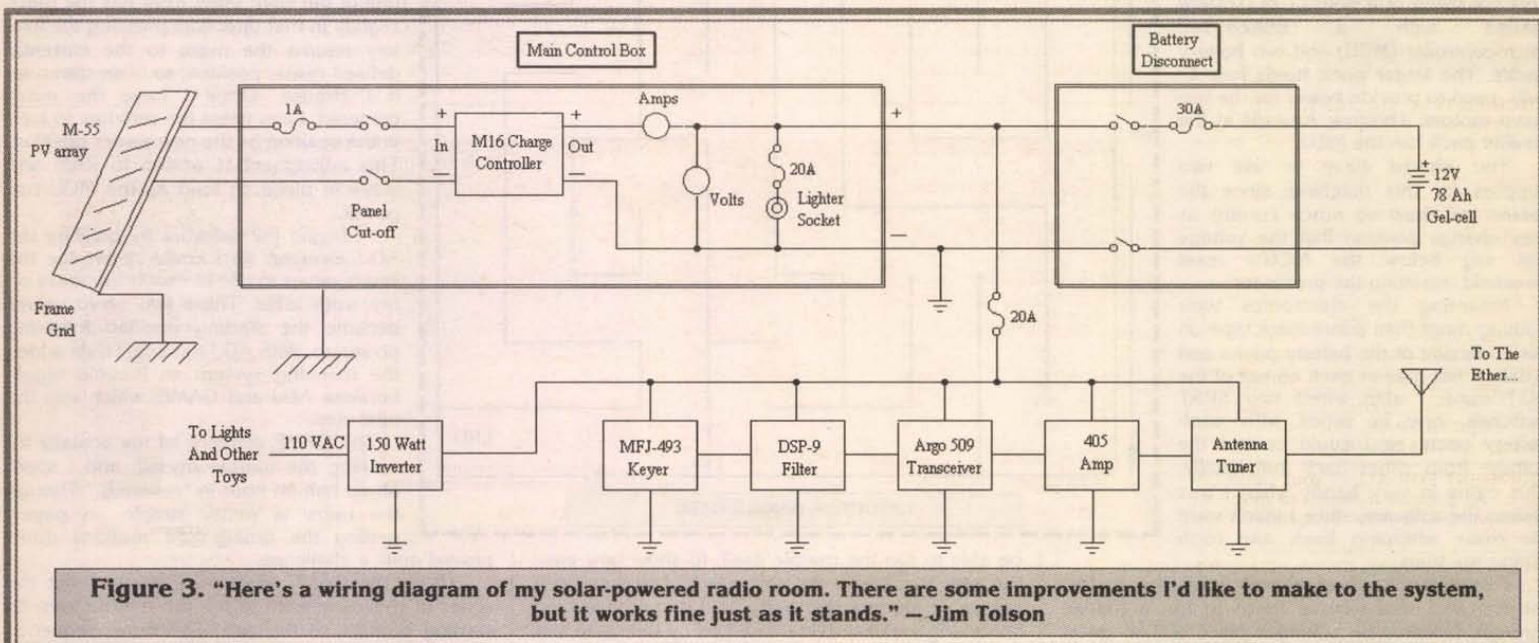 Main Control Box
Battery
Disconnect
M-55
PV array
1A
+
In
−
M16 Charge
Controller
+
Out
−
Amps
Volts
20A
Lighter
Socket
+
−
30A
+
12V
78 Ah
Gel-cell
Panel
Cut-off
Frame
Gnd
20A
To The
Ether
To Lights
And Other
Toys
110 VAC
150 Watt
Inverter
MFJ-493
Keyer
DSP-9
Filter
Argo 509
Transceiver
405
Amp
Antenna
Tuner
Figure 3. "Here's a wiring diagram of my solar-powered radio room. There are some improvements I'd like to make to the system,
but it works fine just as it stands." — Jim Tolson